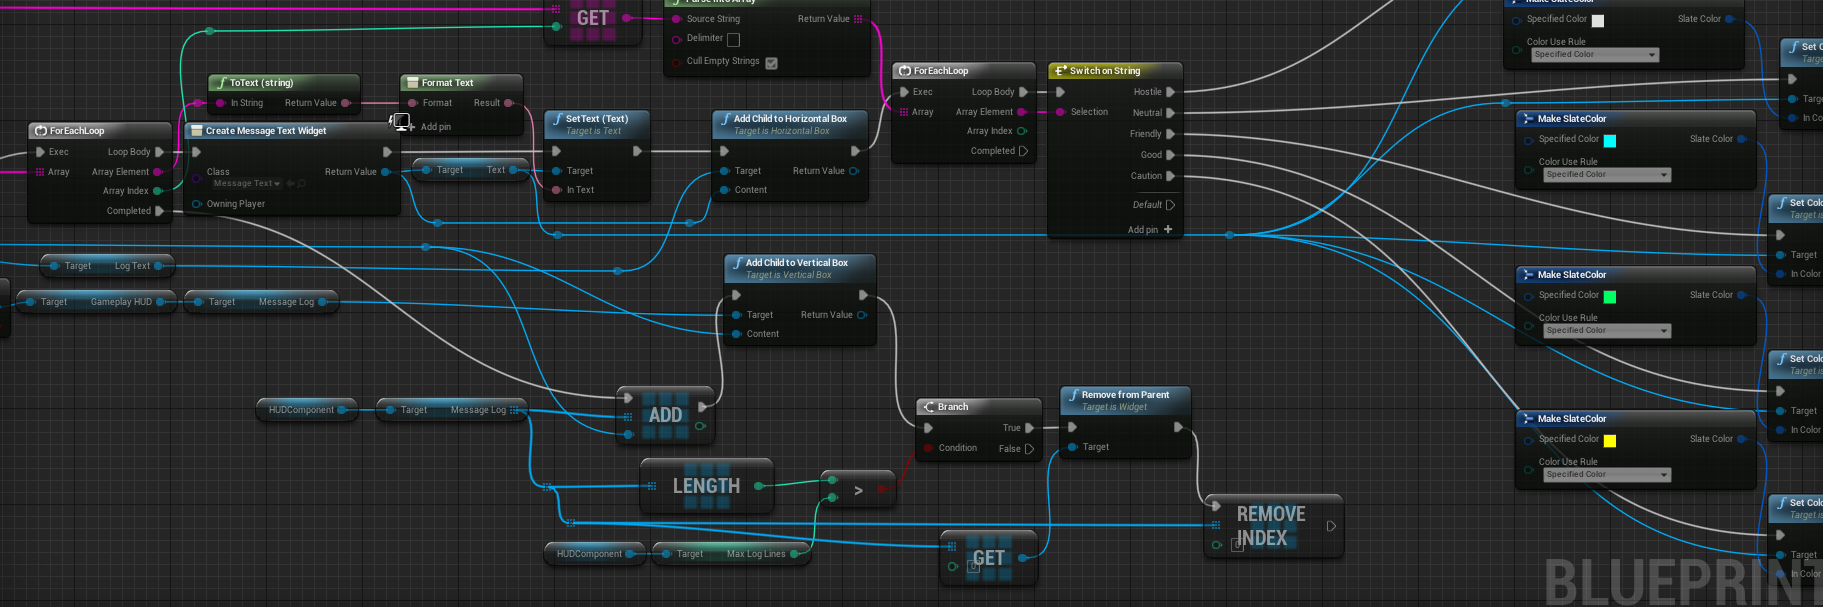 GET
Parse Into Array
Source String
Return Value
Delimiter
Cull Empty Strings
ToText (string)
In String
Return Value
Format Text
Format
Result
Add pin
ForEachLoop
Exec
Loop Body
Array
Array Element
Array Index
Completed
Create Message Text Widget
Class
Message Text
Return Value
Owning Player
Target
Text
SetText (Text)
Target is Text
Target
In Text
Add Child to Horizontal Box
Target is Horizontal Box
Target
Return Value
Content
ForEachLoop
Exec
Loop Body
Array
Array Element
Array Index
Completed
Switch on String
Hostile
Selection
Neutral
Friendly
Good
Caution
Default
Add pin
Make SlateColor
Specified Color
Slate Color
Color Use Rule
Specified Color
Make SlateColor
Specified Color
Slate Color
Color Use Rule
Specified Color
Make SlateColor
Specified Color
Slate Color
Color Use Rule
Specified Color
Make SlateColor
Specified Color
Slate Color
Color Use Rule
Specified Color
Set C
Targe
Targe
In Co
Set Colo
Target is
Target
In Color
Set Colo
Target is
Target
In Color
Set Colo
Target is
Target
In Color
Target
Log Text
Target
Gameplay HUD
Target
Message Log
Add Child to Vertical Box
Target is Vertical Box
Target
Return Value
Content
HUDComponent
Target
Message Log
ADD
LENGTH
>
HUDComponent
Target
Max Log Lines
Branch
True
Condition
False
Remove from Parent
Target is Widget
Target
GET
0
REMOVE
INDEX
0
BLUEPRINT